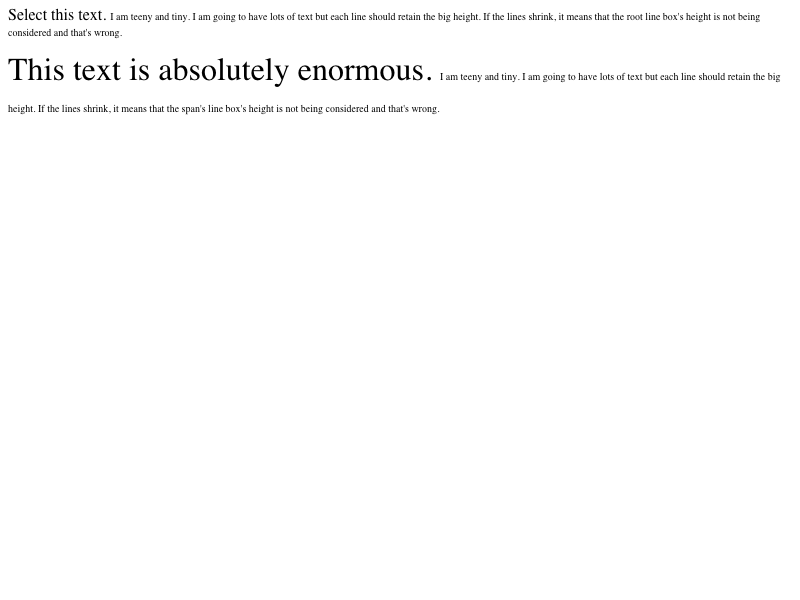 Select this text. I am teeny and tiny. I am going to have lots of text but each line should retain the big height. If the lines shrink, it means that the root line box's height is not being
considered and that's wrong.
This text is absolutely enormous. I am teeny and tiny. I am going to have lots of text but each line should retain the big
height. If the lines shrink, it means that the span's line box's height is not being considered and that's wrong.